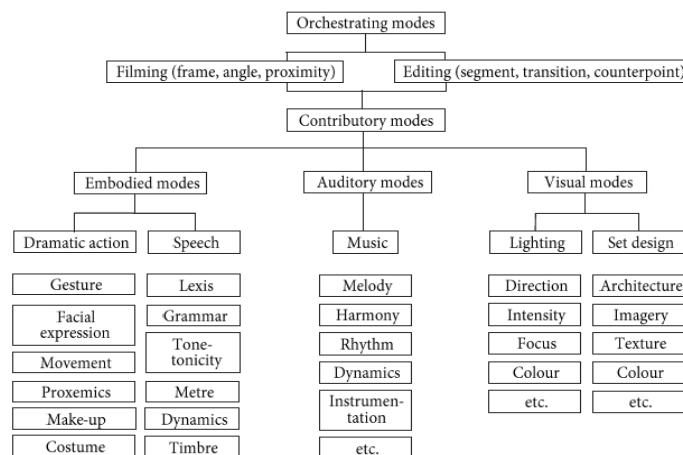 Orchestrating modes
Filming (frame, angle, proximity)
Editing (segment, transition, counterpoint)
Contributory modes
Embodied modes
Auditory modes
Visual modes
Dramatic action
Speech
Music
Lighting
Set design
Gesture
Facial
expression
Movement
Proxemics
Make-up
Costume
Lexis
Grammar
Tone-
tonicity
Metre
Dynamics
Timbre
Melody
Harmony
Rhythm
Dynamics
Instrumen-
tation
etc.
Direction
Intensity
Focus
Colour
etc.
Architecture
Imagery
Texture
Colour
etc.